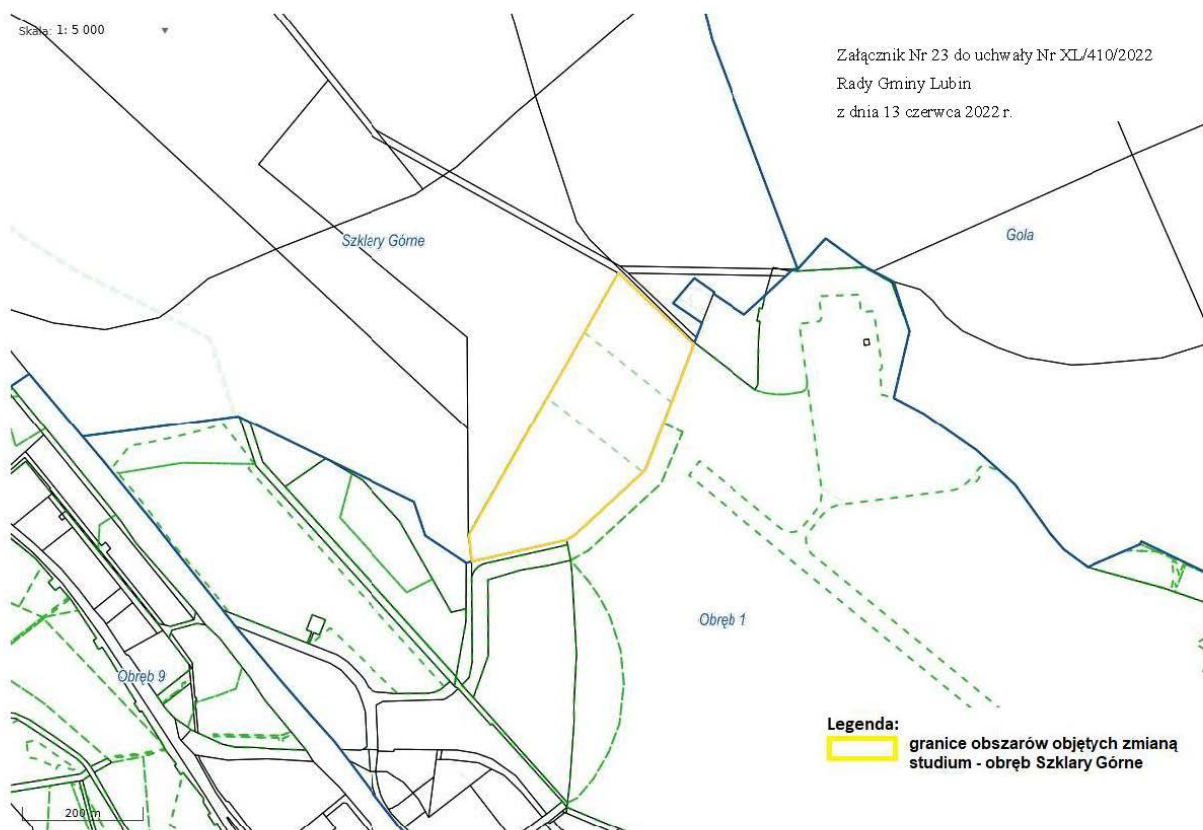 Skala: 1: 5 000
Załącznik Nr 23 do uchwały Nr XL/410/2022
Rady Gminy Lubin
z dnia 13 czerwca 2022 r.
Szklary Górne
Gola
Obręb 1
Obręb 9
Legenda:
granice obszarów objętych zmianą
studium - obręb Szklary Górne
200 m